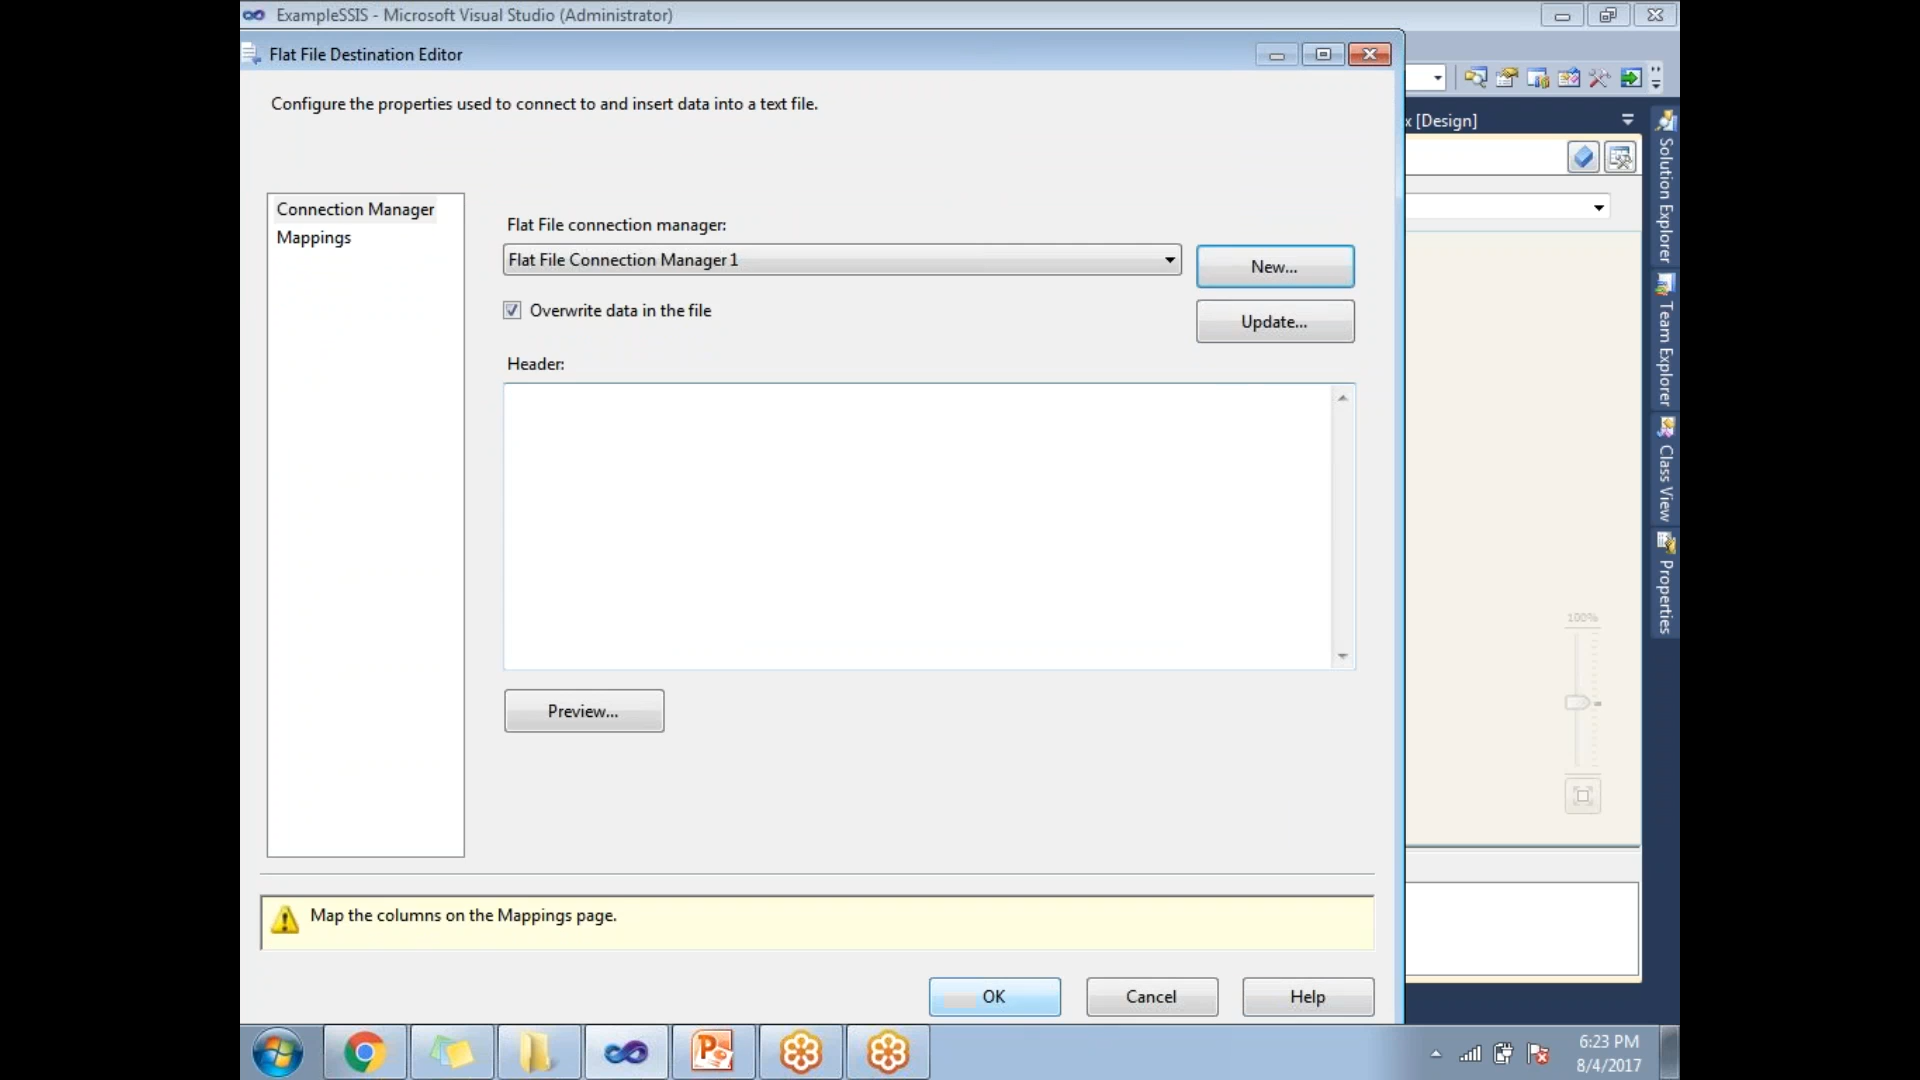 ExampleSSIS - Microsoft Visual Studio (Administrator)
Flat File Destination Editor
Configure the properties used to connect to and insert data into a text file.
x [Design]
Connection Manager
Mappings
Flat File connection manager:
Flat File Connection Manager 1
New...
Overwrite data in the file
Update...
Header:
Preview...
Map the columns on the Mappings page.
OK
Cancel
Help
Solution Explorer
Team Explorer
Class View
Properties
100%
6:23 PM
8/4/2017